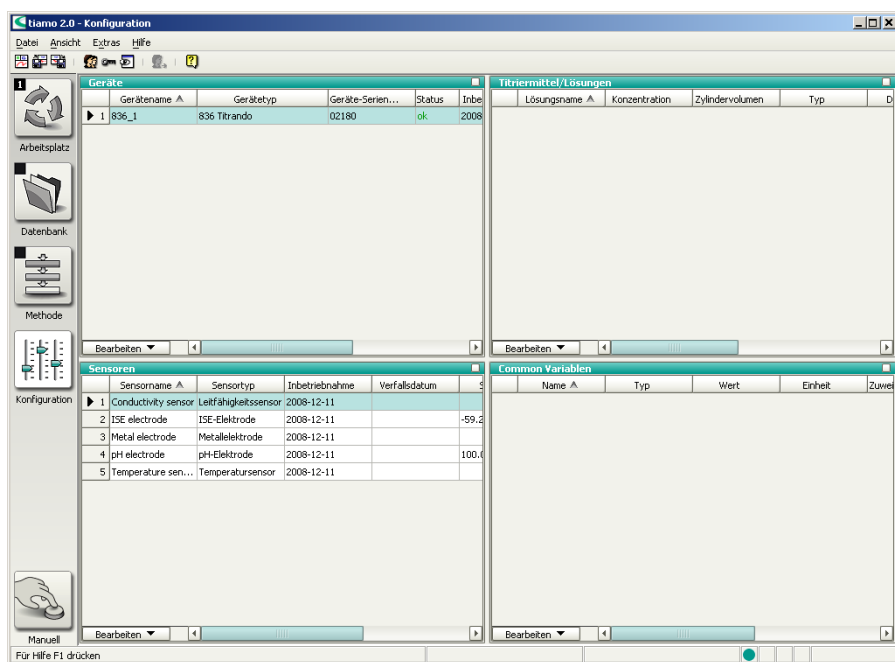 tiamo 2.0 - Konfiguration
Datei Ansicht Extras Hilfe
1
Arbeitsplatz
Datenbank
Methode
Konfiguration
Manuell
Geräte
Gerätename Gerätetyp Geräte-Serien... Status Inbe
1 836_1 836 Titrando 02180 ok 2008
Bearbeiten
Titriermittel/Lösungen
Lösungsname Konzentration Zylindervolumen Typ D
Bearbeiten
Sensoren
Sensorname Sensortyp Inbetriebnahme Verfallsdatum S
1 Conductivity sensor Leitfähigkeitssensor 2008-12-11
2 ISE electrode ISE-Elektrode 2008-12-11 -59.2
3 Metal electrode Metallelektrode 2008-12-11
4 pH electrode pH-Elektrode 2008-12-11 100.0
5 Temperature sen... Temperatursensor 2008-12-11
Bearbeiten
Common Variablen
Name Typ Wert Einheit Zuwei
Bearbeiten
Für Hilfe F1 drücken